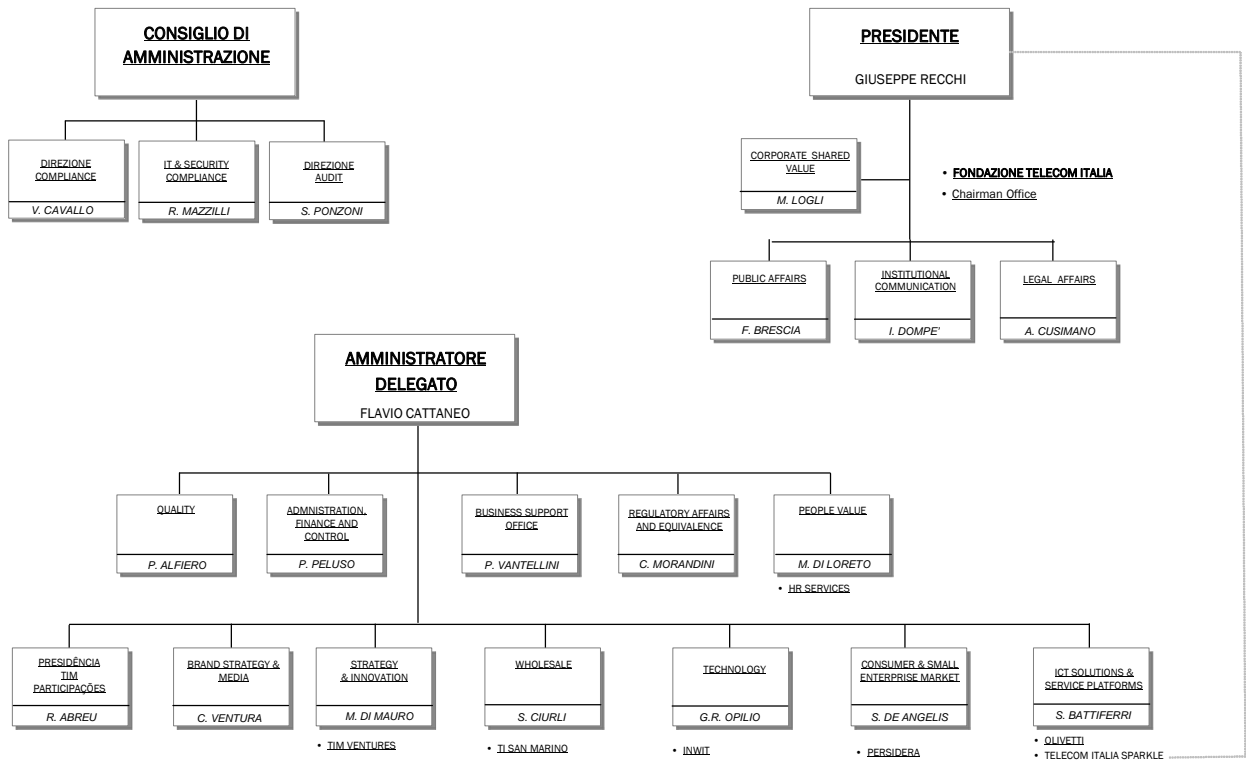 CONSIGLIO DI
AMMINISTRAZIONE
DIREZIONE
COMPLIANCE
V. CAVALLO
IT & SECURITY
COMPLIANCE
R. MAZZILLI
DIREZIONE
AUDIT
S. PONZONI
PRESIDENTE
GIUSEPPE RECCHI
CORPORATE SHARED
VALUE
M. LOGLI
• FONDAZIONE TELECOM ITALIA
• Chairman Office
PUBLIC AFFAIRS
F. BRESCIA
INSTITUTIONAL
COMMUNICATION
I. DOMPE'
LEGAL AFFAIRS
A. CUSIMANO
AMMINISTRATORE
DELEGATO
FLAVIO CATTANEO
QUALITY
P. ALFIERO
ADMNISTRATION,
FINANCE AND
CONTROL
P. PELUSO
BUSINESS SUPPORT
OFFICE
P. VANTELLINI
REGULATORY AFFAIRS
AND EQUIVALENCE
C. MORANDINI
PEOPLE VALUE
M. DI LORETO
• HR SERVICES
PRESIDÊNCIA
TIM
PARTICIPAÇÕES
R. ABREU
BRAND STRATEGY &
MEDIA
C. VENTURA
STRATEGY
& INNOVATION
M. DI MAURO
• TIM VENTURES
WHOLESALE
S. CIURLI
• TI SAN MARINO
TECHNOLOGY
G.R. OPILIO
• INWIT
CONSUMER & SMALL
ENTERPRISE MARKET
S. DE ANGELIS
• PERSIDERA
ICT SOLUTIONS &
SERVICE PLATFORMS
S. BATTIFERRI
• OLIVETTI
• TELECOM ITALIA SPARKLE